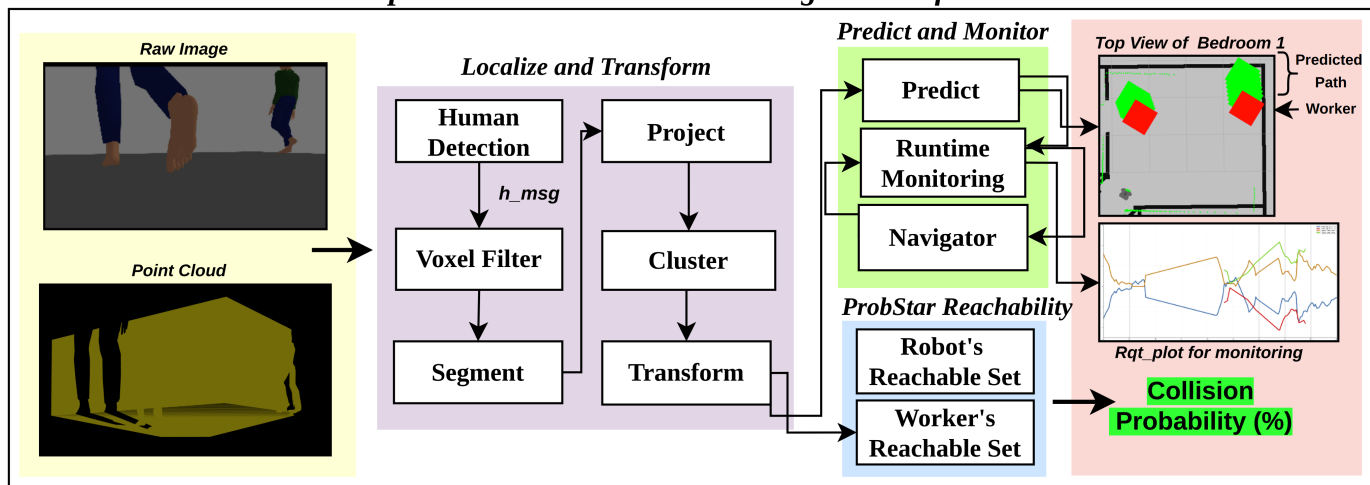 Raw Image
Point Cloud
Localize and Transform
Human
Detection
h_msg
Voxel Filter
Segment
Project
Cluster
Transform
Predict and Monitor
Predict
Runtime
Monitoring
Navigator
ProbStar Reachability
Robot's
Reachable Set
Worker's
Reachable Set
Top View of Bedroom 1
Predicted
Path
Worker
Rqt_plot for monitoring
Collision
Probability (%)